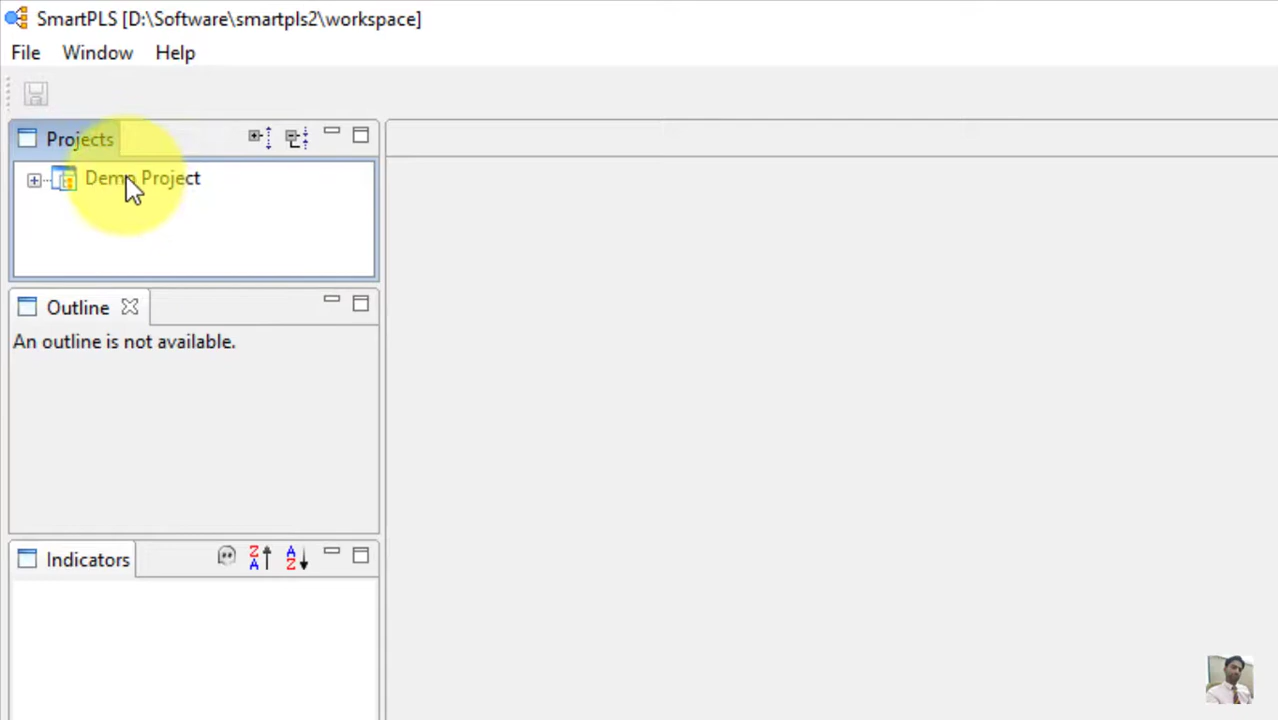 SmartPLS [D:\Software\smartpls2\workspace]
File Window Help
Projects
Demo Project
Outline
An outline is not available.
Indicators